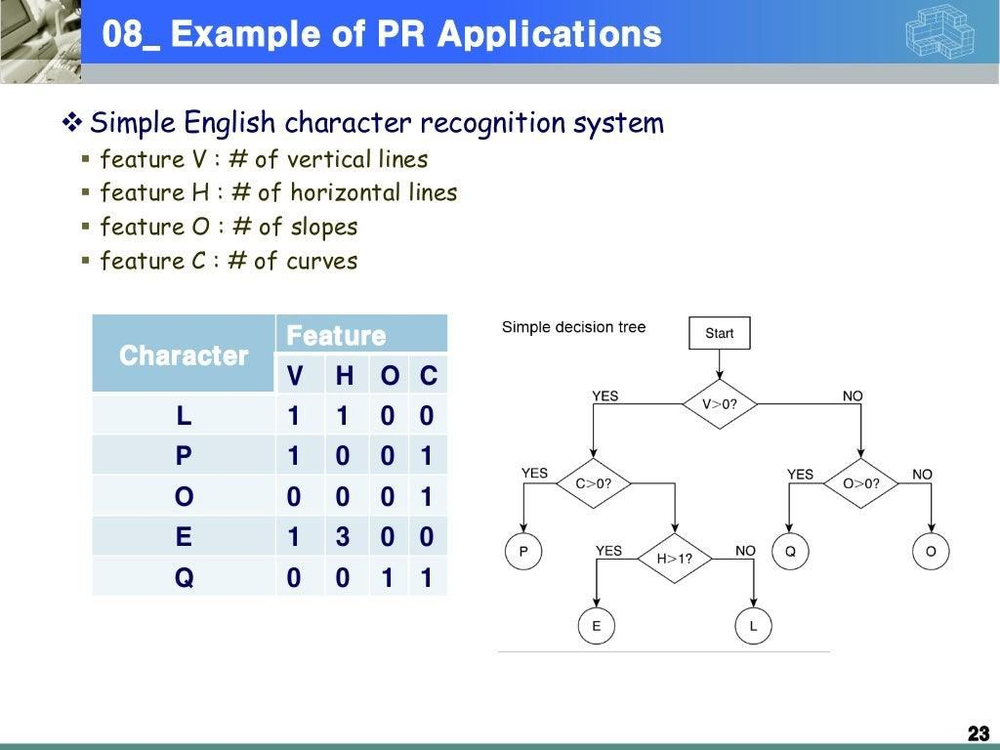 08_ Example of PR Applications
❖ Simple English character recognition system
▪ feature V : # of vertical lines
▪ feature H : # of horizontal lines
▪ feature O : # of slopes
▪ feature C : # of curves
Character Feature
V H O C
L 1 1 0 0
P 1 0 0 1
O 0 0 0 1
E 1 3 0 0
Q 0 0 1 1
Simple decision tree
Start
YES V>0? NO
YES C>0?
YES O>0? NO
P
YES H>1? NO
Q
O
E
L
23